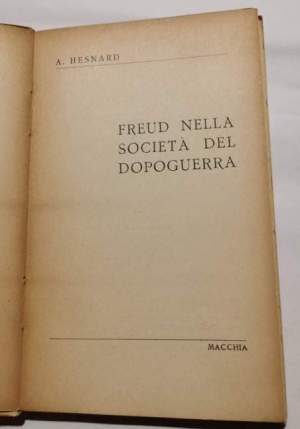 A. HESNARD
FREUD NELLA
SOCIETÀ DEL
DOPOGUERRA
MACCHIA